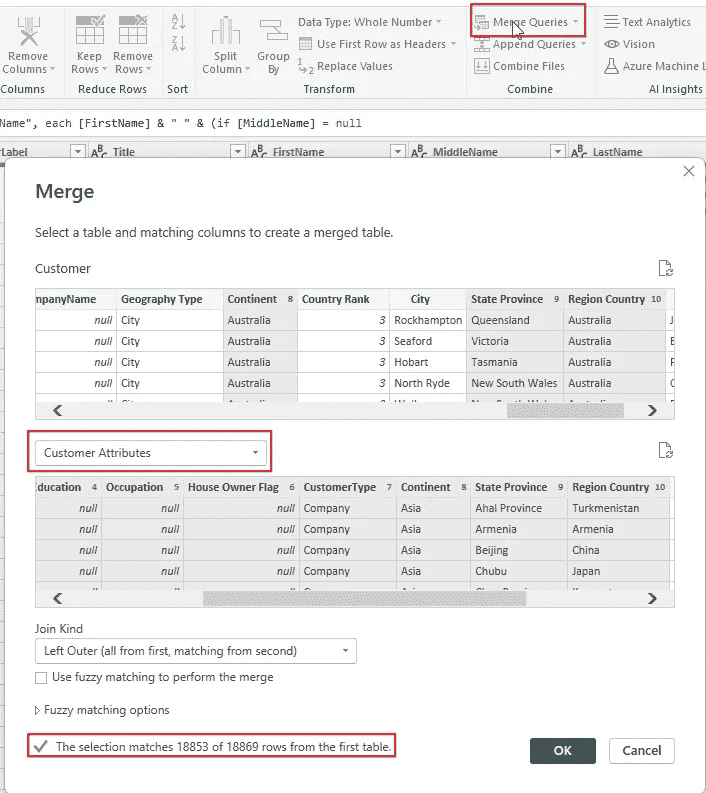 Remove Columns
Keep Rows
Remove Rows
Sort
Split Column
Group By
Data Type: Whole Number
Use First Row as Headers
1 2 Replace Values
Merge Queries
Append Queries
Combine Files
Text Analytics
Vision
Azure Machine L
Columns
Reduce Rows
Transform
Combine
AI Insights
Name", each [FirstName] & " " & (if [MiddleName] = null
Label ABC Title ABC FirstName ABC MiddleName ABC LastName
Merge
Select a table and matching columns to create a merged table.
Customer
mpanyName Geography Type Continent 8 Country Rank City State Province 9 Region Country 10
null City Australia 3 Rockhampton Queensland Australia
null City Australia 3 Seaford Victoria Australia
null City Australia 3 Hobart Tasmania Australia
null City Australia 3 North Ryde New South Wales Australia
Customer Attributes
Education 4 Occupation 5 House Owner Flag 6 CustomerType 7 Continent 8 State Province 9 Region Country 10
null null null Company Asia Ahal Province Turkmenistan
null null null Company Asia Armenia Armenia
null null null Company Asia Beijing China
null null null Company Asia Chubu Japan
Join Kind
Left Outer (all from first, matching from second)
Use fuzzy matching to perform the merge
Fuzzy matching options
The selection matches 18853 of 18869 rows from the first table.
OK
Cancel